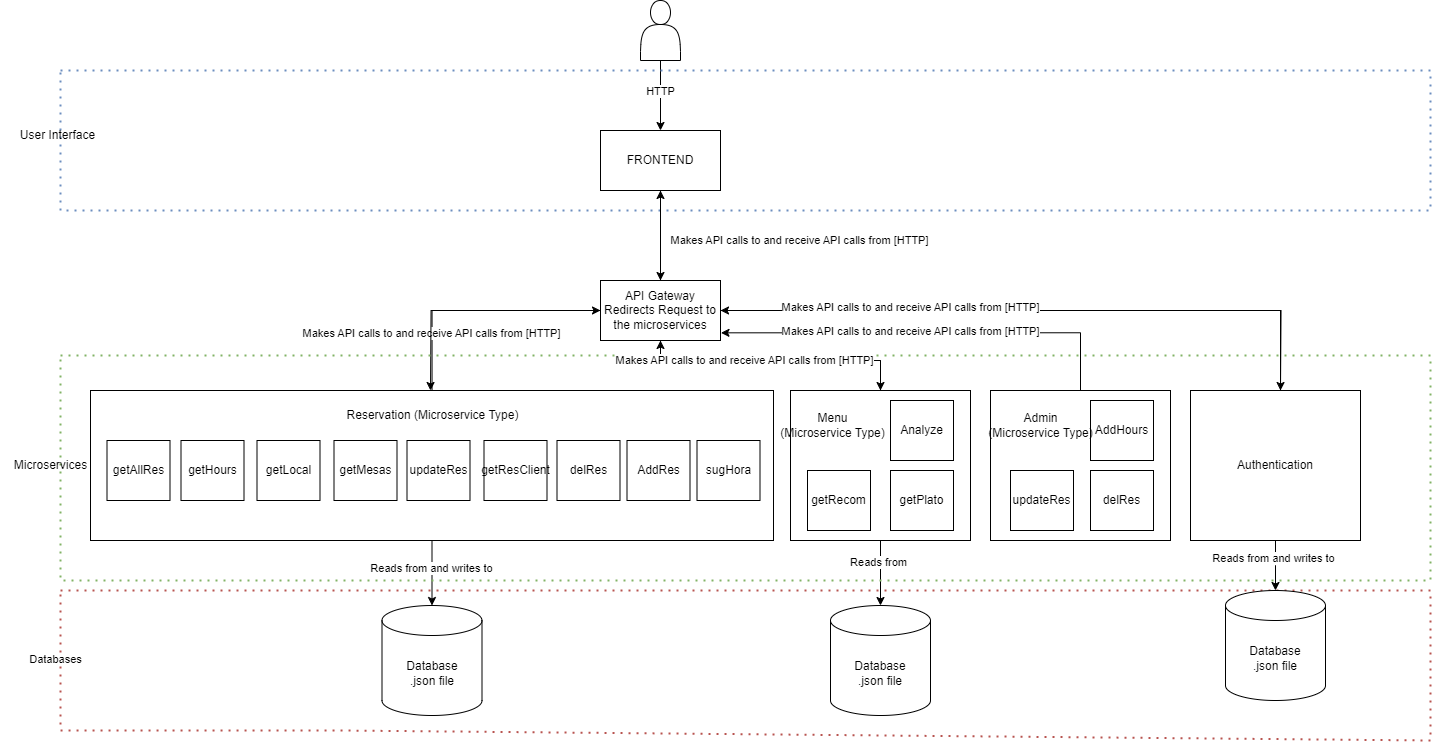 HTTP
User Interface
FRONTEND
Makes API calls to and receive API calls from [HTTP]
API Gateway
Redirects Request to
the microservices
Makes API calls to and receive API calls from [HTTP]
Makes API calls to and receive API calls from [HTTP]
Makes API calls to and receive API calls from [HTTP]
Makes API calls to and receive API calls from [HTTP]
Microservices
Reservation (Microservice Type)
getAllRes
getHours
getLocal
getMesas
updateRes
getResClient
delRes
AddRes
sugHora
Menu
(Microservice Type)
Analyze
getRecom
getPlato
Admin
(Microservice Type)
AddHours
updateRes
delRes
Authentication
Reads from and writes to
Reads from
Reads from and writes to
Databases
Database
.json file
Database
.json file
Database
.json file